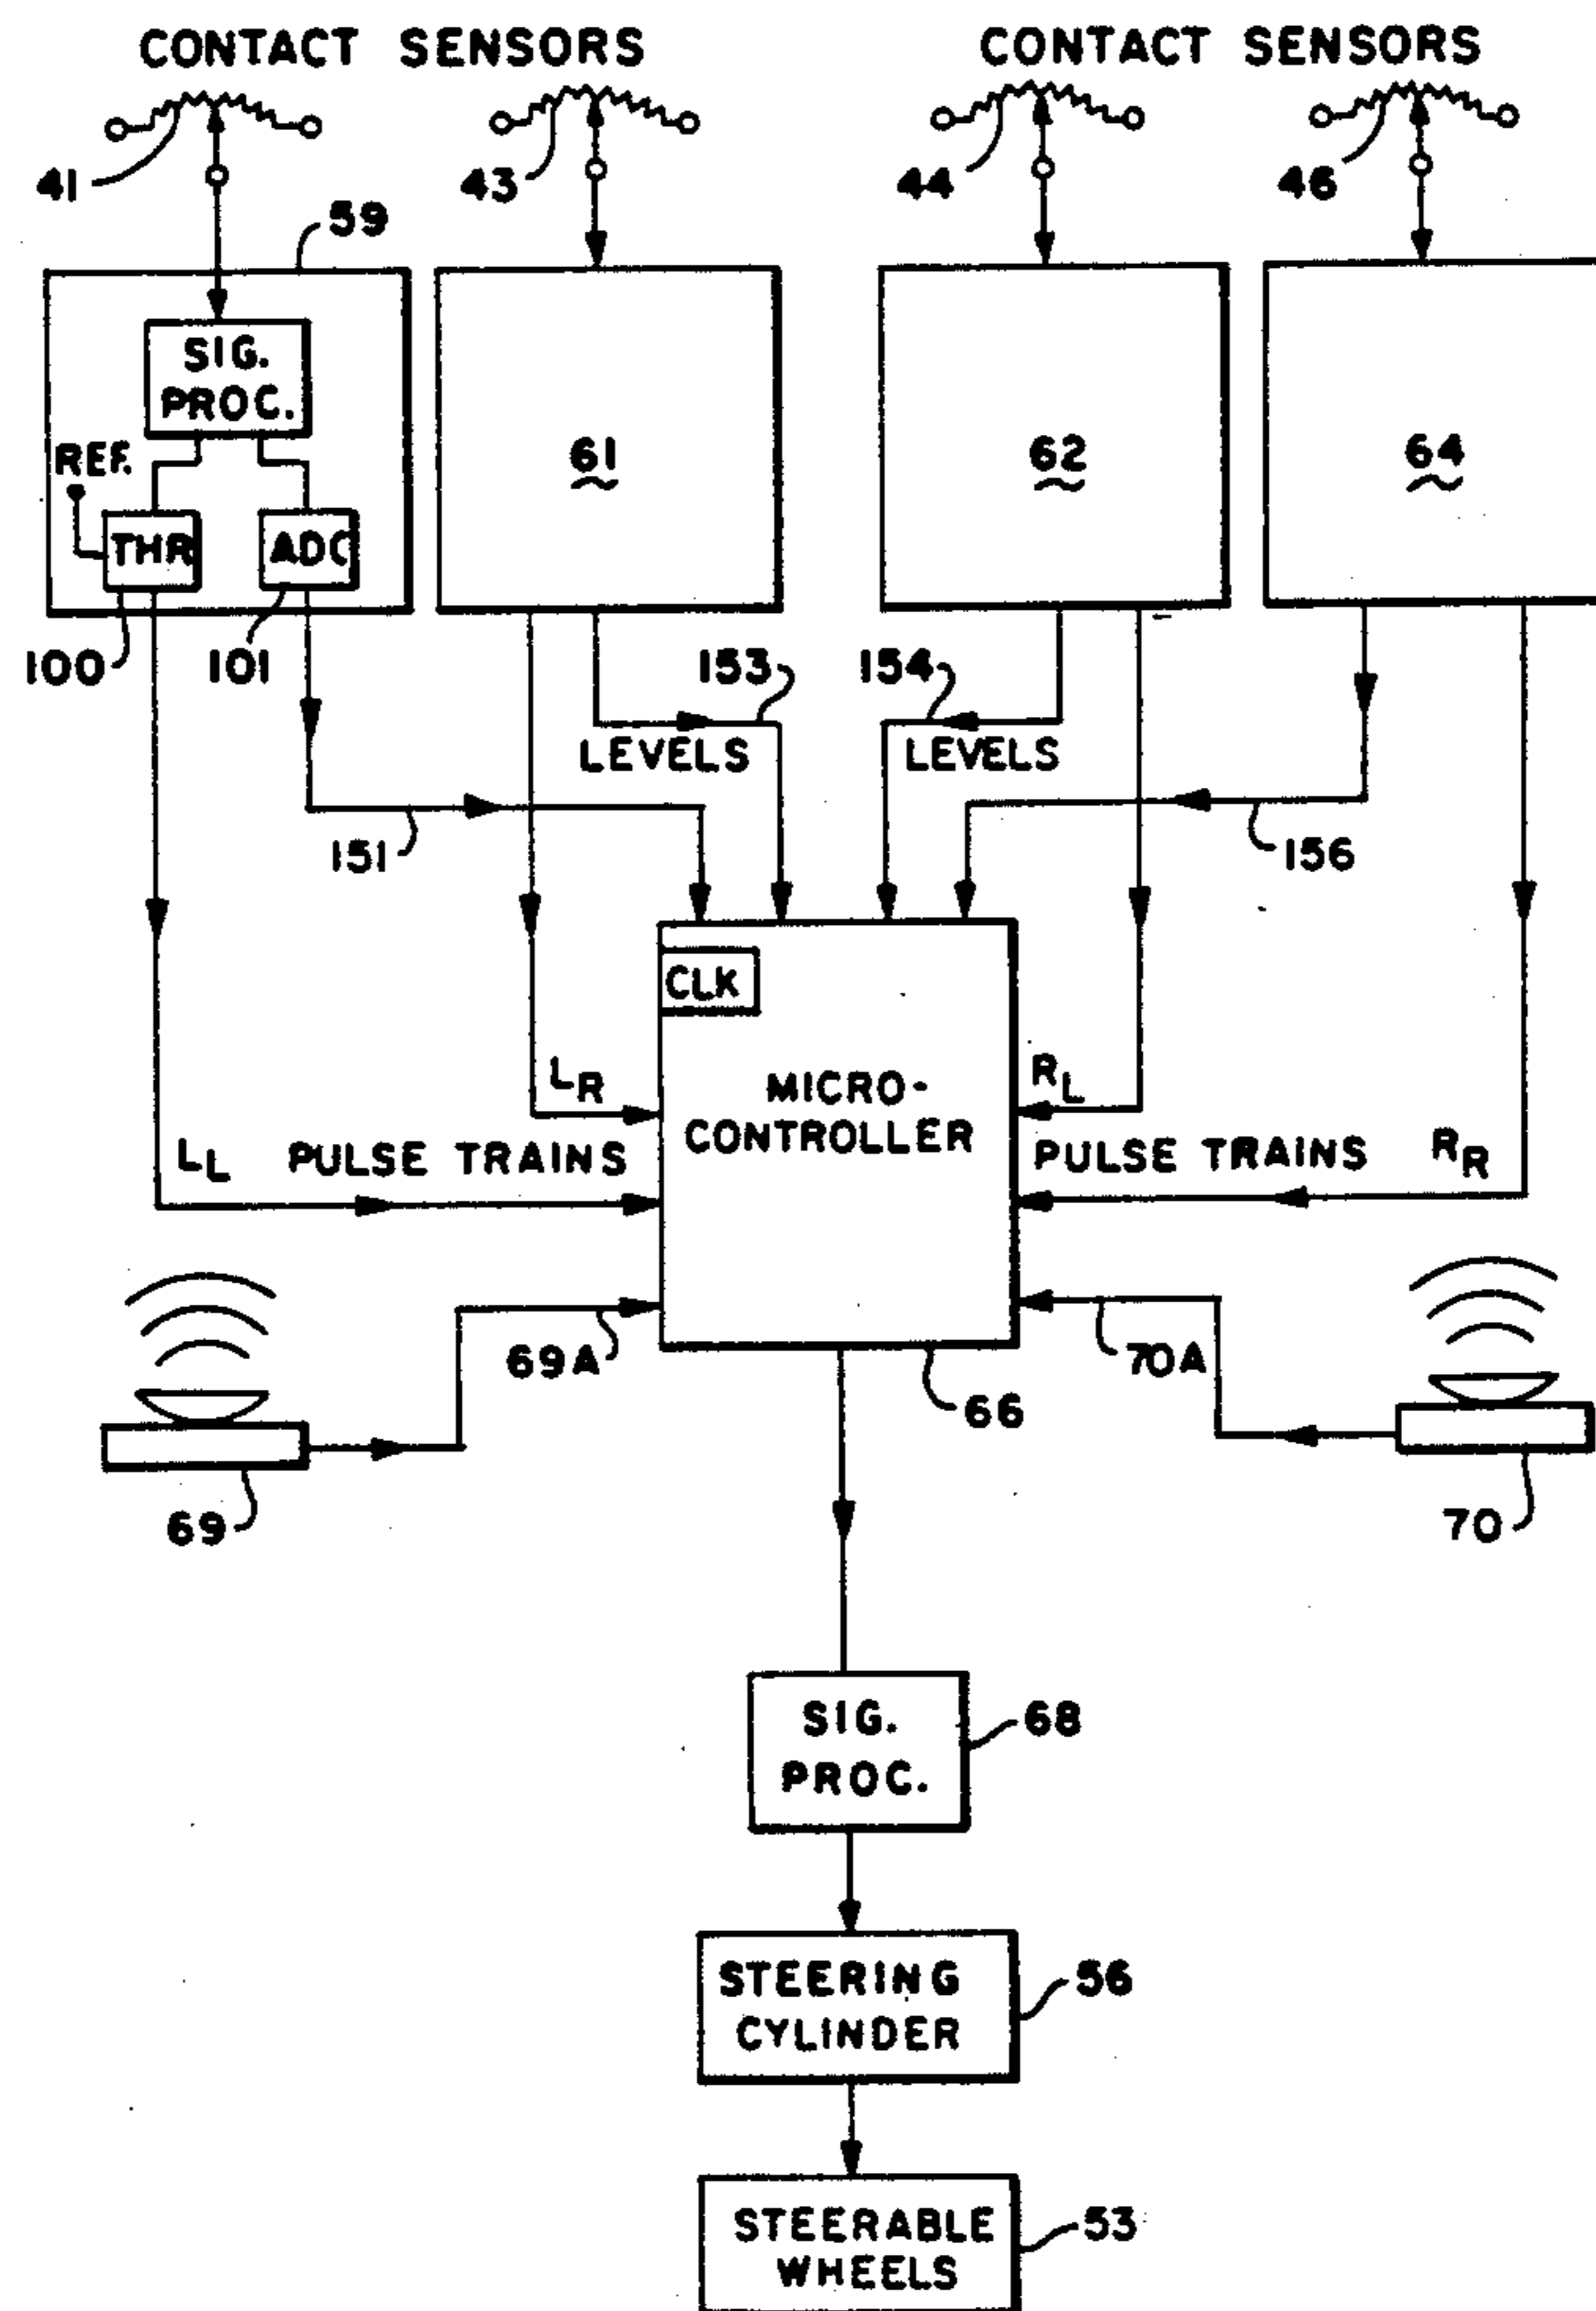 CONTACT SENSORS CONTACT SENSORS
41 43 44 46
59
SIG.
PROC.
REF.
THR ADC
61 62 64
100 101 153 154
LEVELS LEVELS
151 156
CLK
MICRO-
CONTROLLER
LR RL
LL PULSE TRAINS PULSE TRAINS RR
69A 70A
66
69 70
SIG.
PROC.
68
STEERING
CYLINDER
56
STEERABLE
WHEELS
53